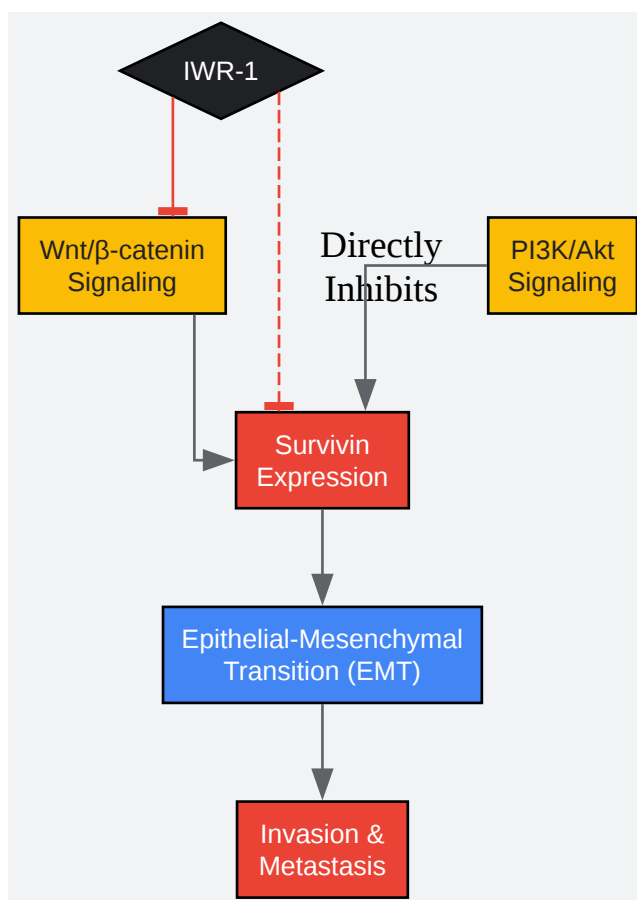 IWR-1
Wnt/β-catenin
Signaling
Directly
Inhibits
PI3K/Akt
Signaling
Survivin
Expression
Epithelial-Mesenchymal
Transition (EMT)
Invasion &
Metastasis